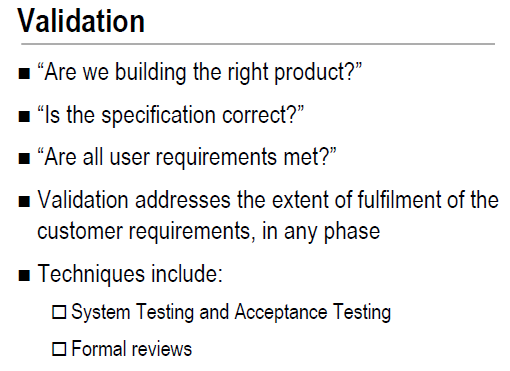 Validation
■ “Are we building the right product?”
■ “Is the specification correct?”
■ “Are all user requirements met?”
■ Validation addresses the extent of fulfilment of the
customer requirements, in any phase
■ Techniques include:
□ System Testing and Acceptance Testing
□ Formal reviews